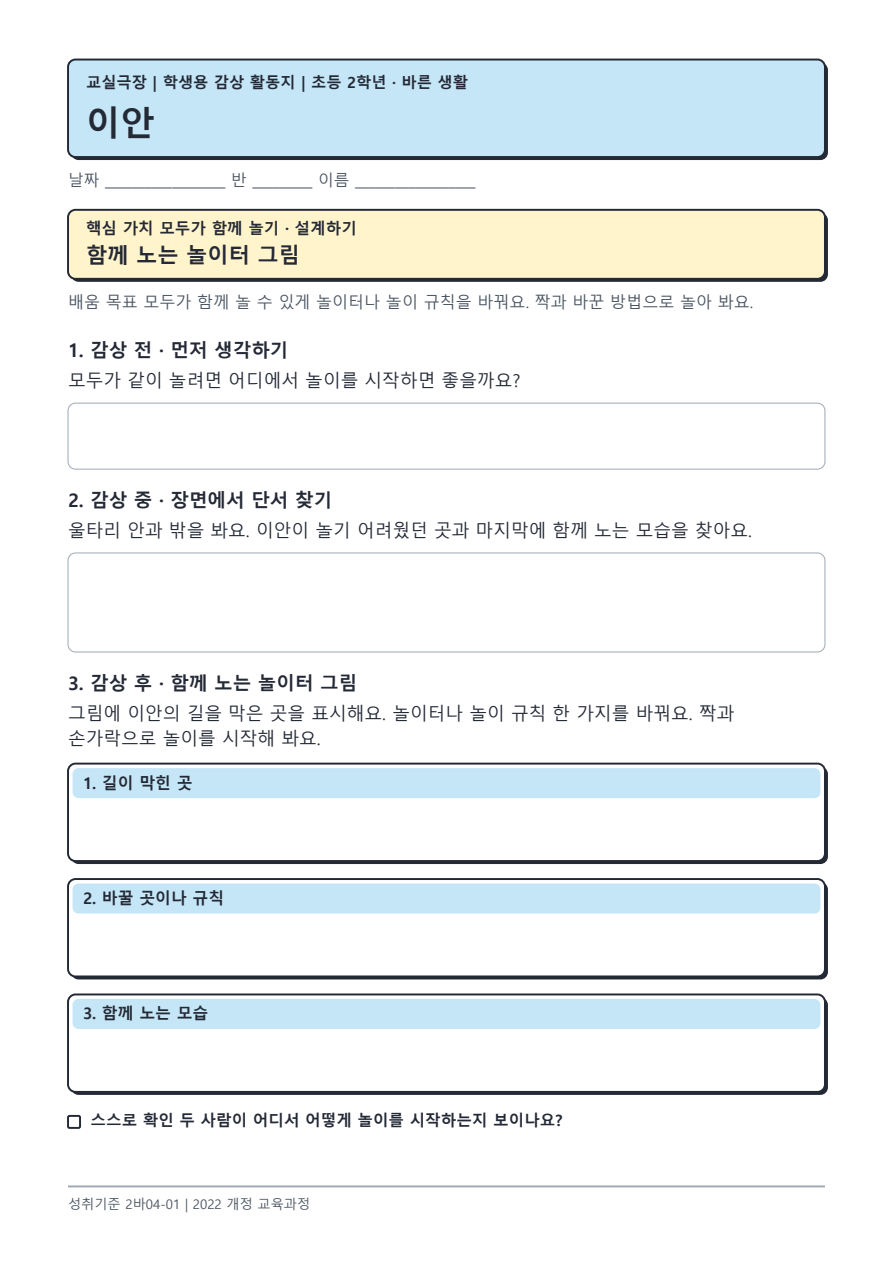 교실극장 | 학생용 감상 활동지 | 초등 2학년 · 바른 생활
이안
날짜 _______________ 반 _______ 이름 _______________
핵심 가치 모두가 함께 놀기 · 설계하기
함께 노는 놀이터 그림
배움 목표 모두가 함께 놀 수 있게 놀이터나 놀이 규칙을 바꿔요. 짝과 바꾼 방법으로 놀아 봐요.
1. 감상 전 · 먼저 생각하기
모두가 같이 놀려면 어디에서 놀이를 시작하면 좋을까요?
2. 감상 중 · 장면에서 단서 찾기
울타리 안과 밖을 봐요. 이안이 놀기 어려웠던 곳과 마지막에 함께 노는 모습을 찾아요.
3. 감상 후 · 함께 노는 놀이터 그림
그림에 이안의 길을 막은 곳을 표시해요. 놀이터나 놀이 규칙 한 가지를 바꿔요. 짝과
손가락으로 놀이를 시작해 봐요.
1. 길이 막힌 곳
2. 바꿀 곳이나 규칙
3. 함께 노는 모습
스스로 확인 두 사람이 어디서 어떻게 놀이를 시작하는지 보이나요?
성취기준 2바04-01 | 2022 개정 교육과정